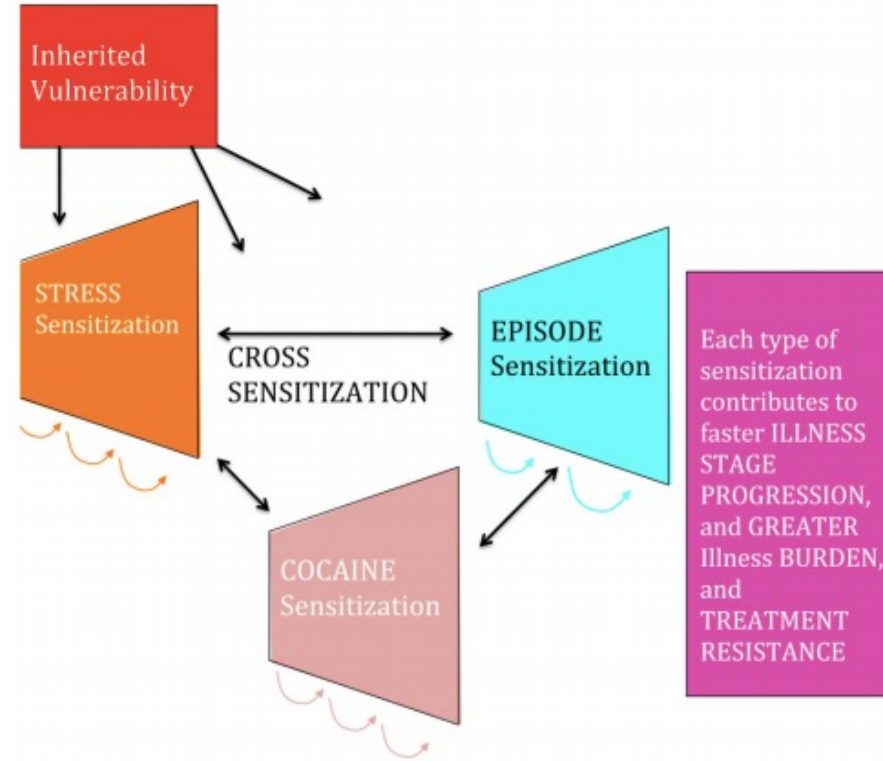 Inherited
Vulnerability
STRESS
Sensitization
CROSS
SENSITIZATION
EPISODE
Sensitization
COCAINE
Sensitization
Each type of
sensitization
contributes to
faster ILLNESS
STAGE
PROGRESSION,
and GREATER
Illness BURDEN,
and
TREATMENT
RESISTANCE